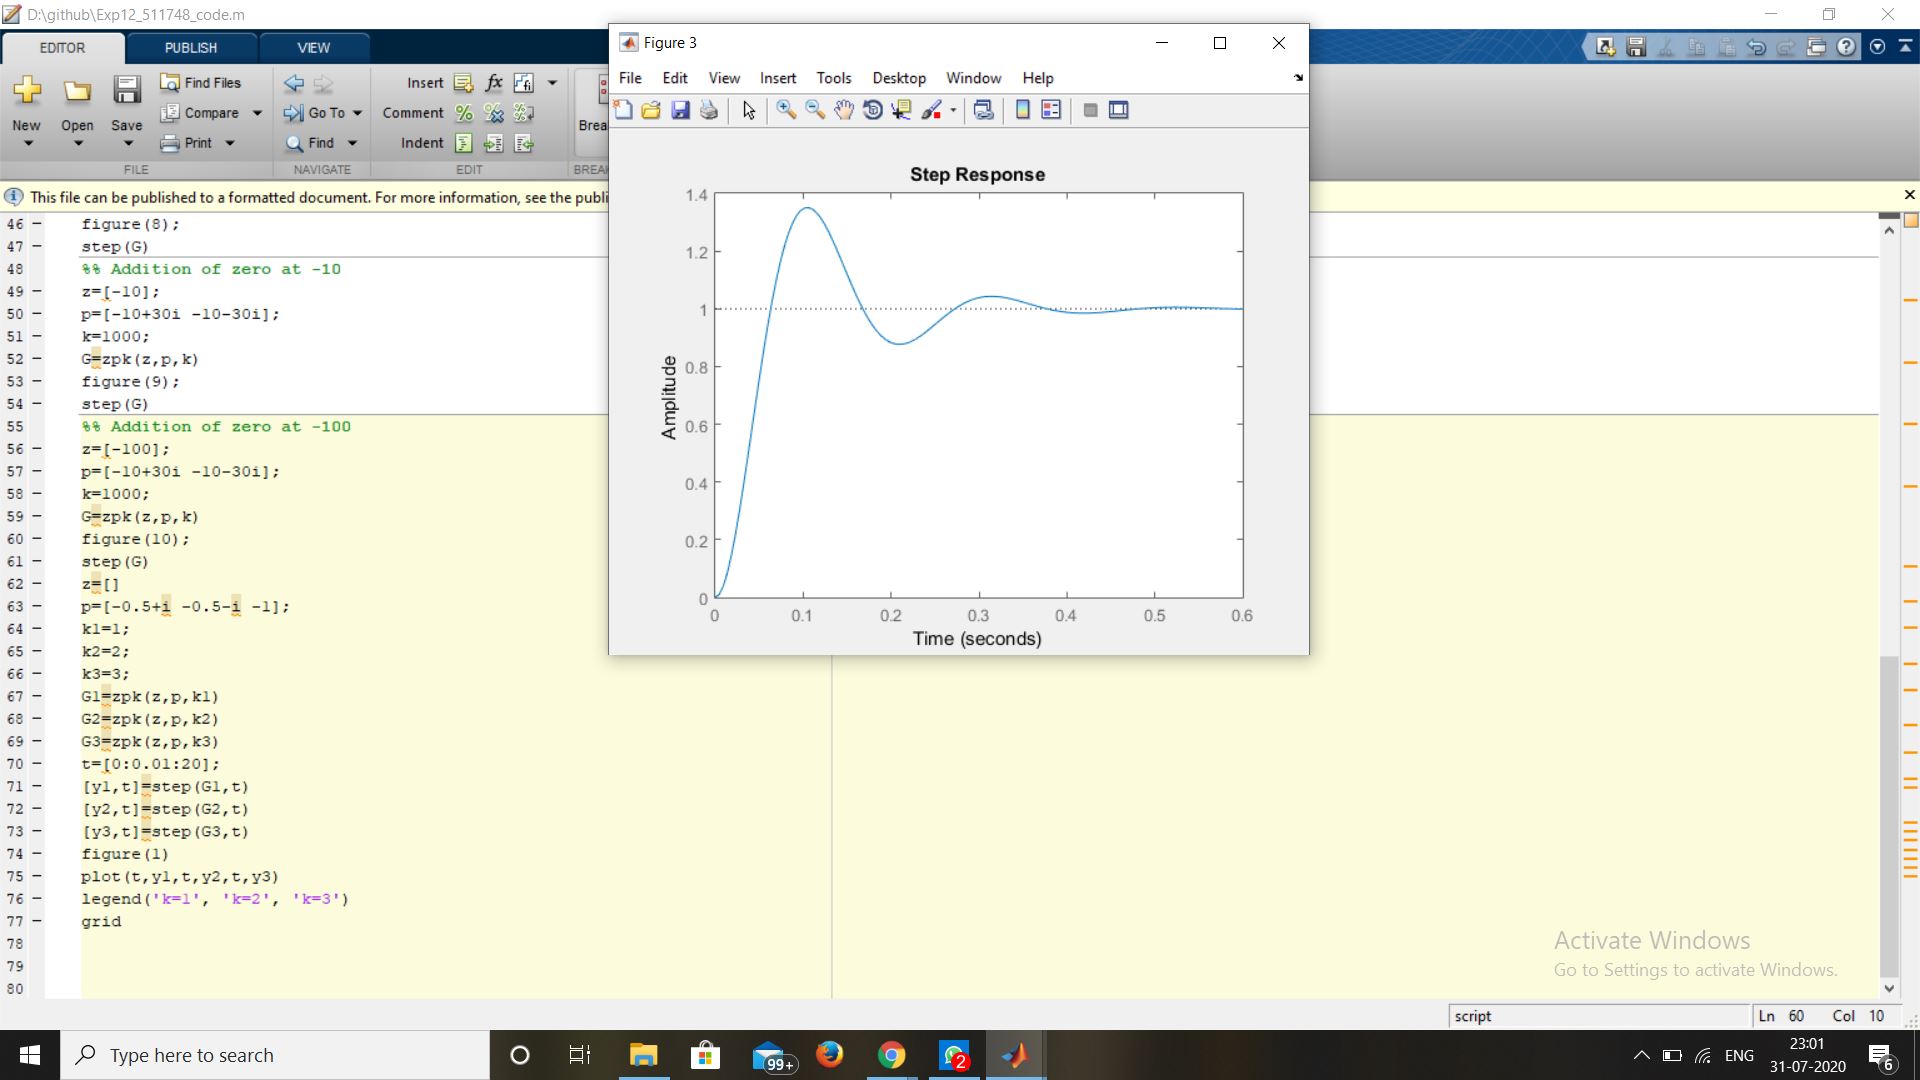 D:\github\Exp12_511748_code.m
EDITOR PUBLISH VIEW
New
Open
Save
Find Files
Compare
Print
FILE
Go To
Find
NAVIGATE
Insert
Comment
Indent
EDIT
This file can be published to a formatted document. For more information, see the
46 - figure(8);
47 - step(G)
48 %% Addition of zero at -10
49 - z=[-10];
50 - p=[-10+30i -10-30i];
51 - k=1000;
52 - G=zpk(z,p,k)
53 - figure(9);
54 - step(G)
55 %% Addition of zero at -100
56 - z=[-100];
57 - p=[-10+30i -10-30i];
58 - k=1000;
59 - G=zpk(z,p,k)
60 - figure(10);
61 - step(G)
62 - z=[]
63 - p=[-0.5+i -0.5-i -1];
64 - k1=1;
65 - k2=2;
66 - k3=3;
67 - G1=zpk(z,p,k1)
68 - G2=zpk(z,p,k2)
69 - G3=zpk(z,p,k3)
70 - t=[0:0.01:20];
71 - [y1,t]=step(G1,t)
72 - [y2,t]=step(G2,t)
73 - [y3,t]=step(G3,t)
74 - figure(1)
75 - plot(t,y1,t,y2,t,y3)
76 - legend('k=1', 'k=2', 'k=3')
77 - grid
78
79
80
Figure 3
File Edit View Insert Tools Desktop Window Help
Step Response
1.4
1.2
1
0.8
0.6
0.4
0.2
0
Amplitude
0 0.1 0.2 0.3 0.4 0.5 0.6
Time (seconds)
Activate Windows
Go to Settings to activate Windows.
script Ln 60 Col 10
Type here to search
99+
2
ENG
23:01
31-07-2020
6